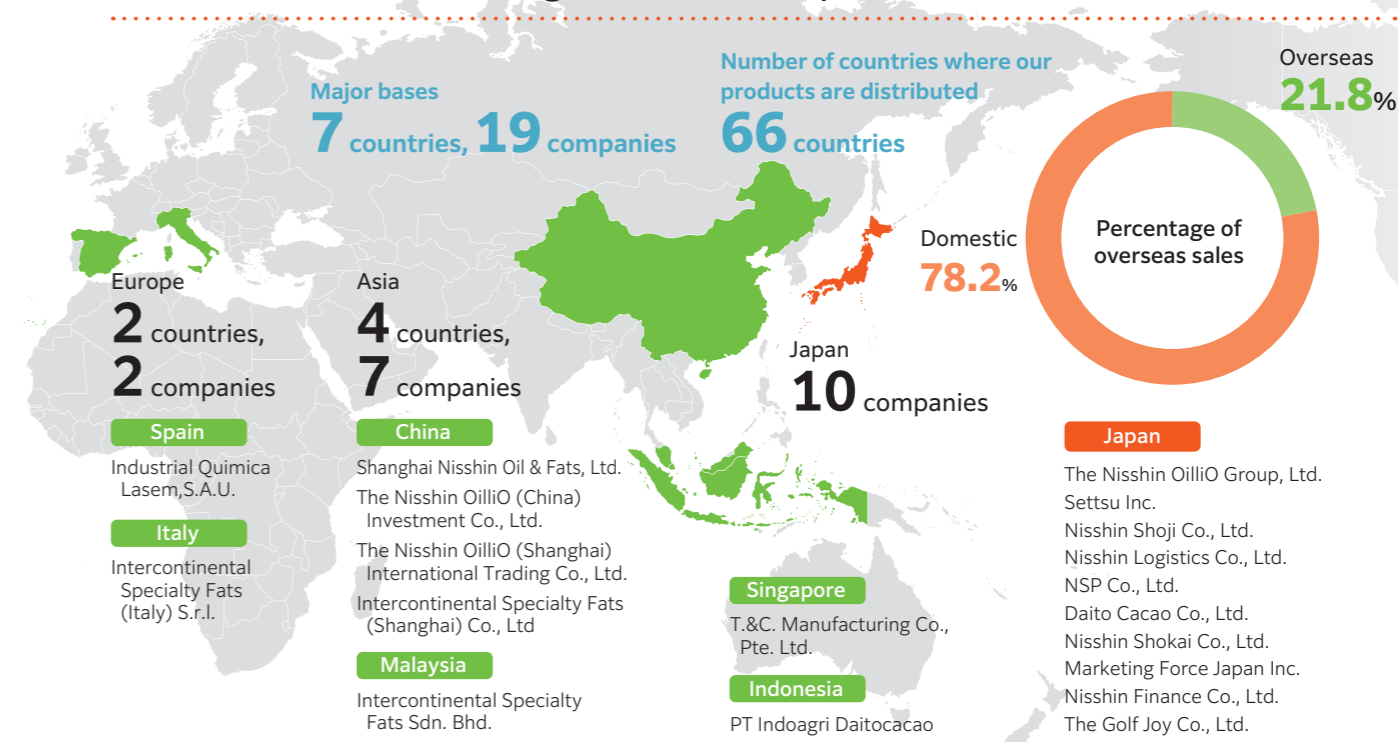 Major bases
7 countries, 19 companies
Number of countries where our
products are distributed
66 countries
Overseas
21.8%
Domestic
78.2%
Percentage of
overseas sales
Europe
2 countries,
2 companies
Spain
Industrial Quimica
Lasem,S.A.U.
Italy
Intercontinental
Specialty Fats
(Italy) S.r.l.
Asia
4 countries,
7 companies
China
Shanghai Nisshin Oil & Fats, Ltd.
The Nisshin OilliO (China)
Investment Co., Ltd.
The Nisshin OilliO (Shanghai)
International Trading Co., Ltd.
Intercontinental Specialty Fats
(Shanghai) Co., Ltd
Malaysia
Intercontinental Specialty
Fats Sdn. Bhd.
Singapore
T.&C. Manufacturing Co.,
Pte. Ltd.
Indonesia
PT Indoagri Daitocacao
Japan
10 companies
Japan
The Nisshin OilliO Group, Ltd.
Settsu Inc.
Nisshin Shoji Co., Ltd.
Nisshin Logistics Co., Ltd.
NSP Co., Ltd.
Daito Cacao Co., Ltd.
Nisshin Shokai Co., Ltd.
Marketing Force Japan Inc.
Nisshin Finance Co., Ltd.
The Golf Joy Co., Ltd.